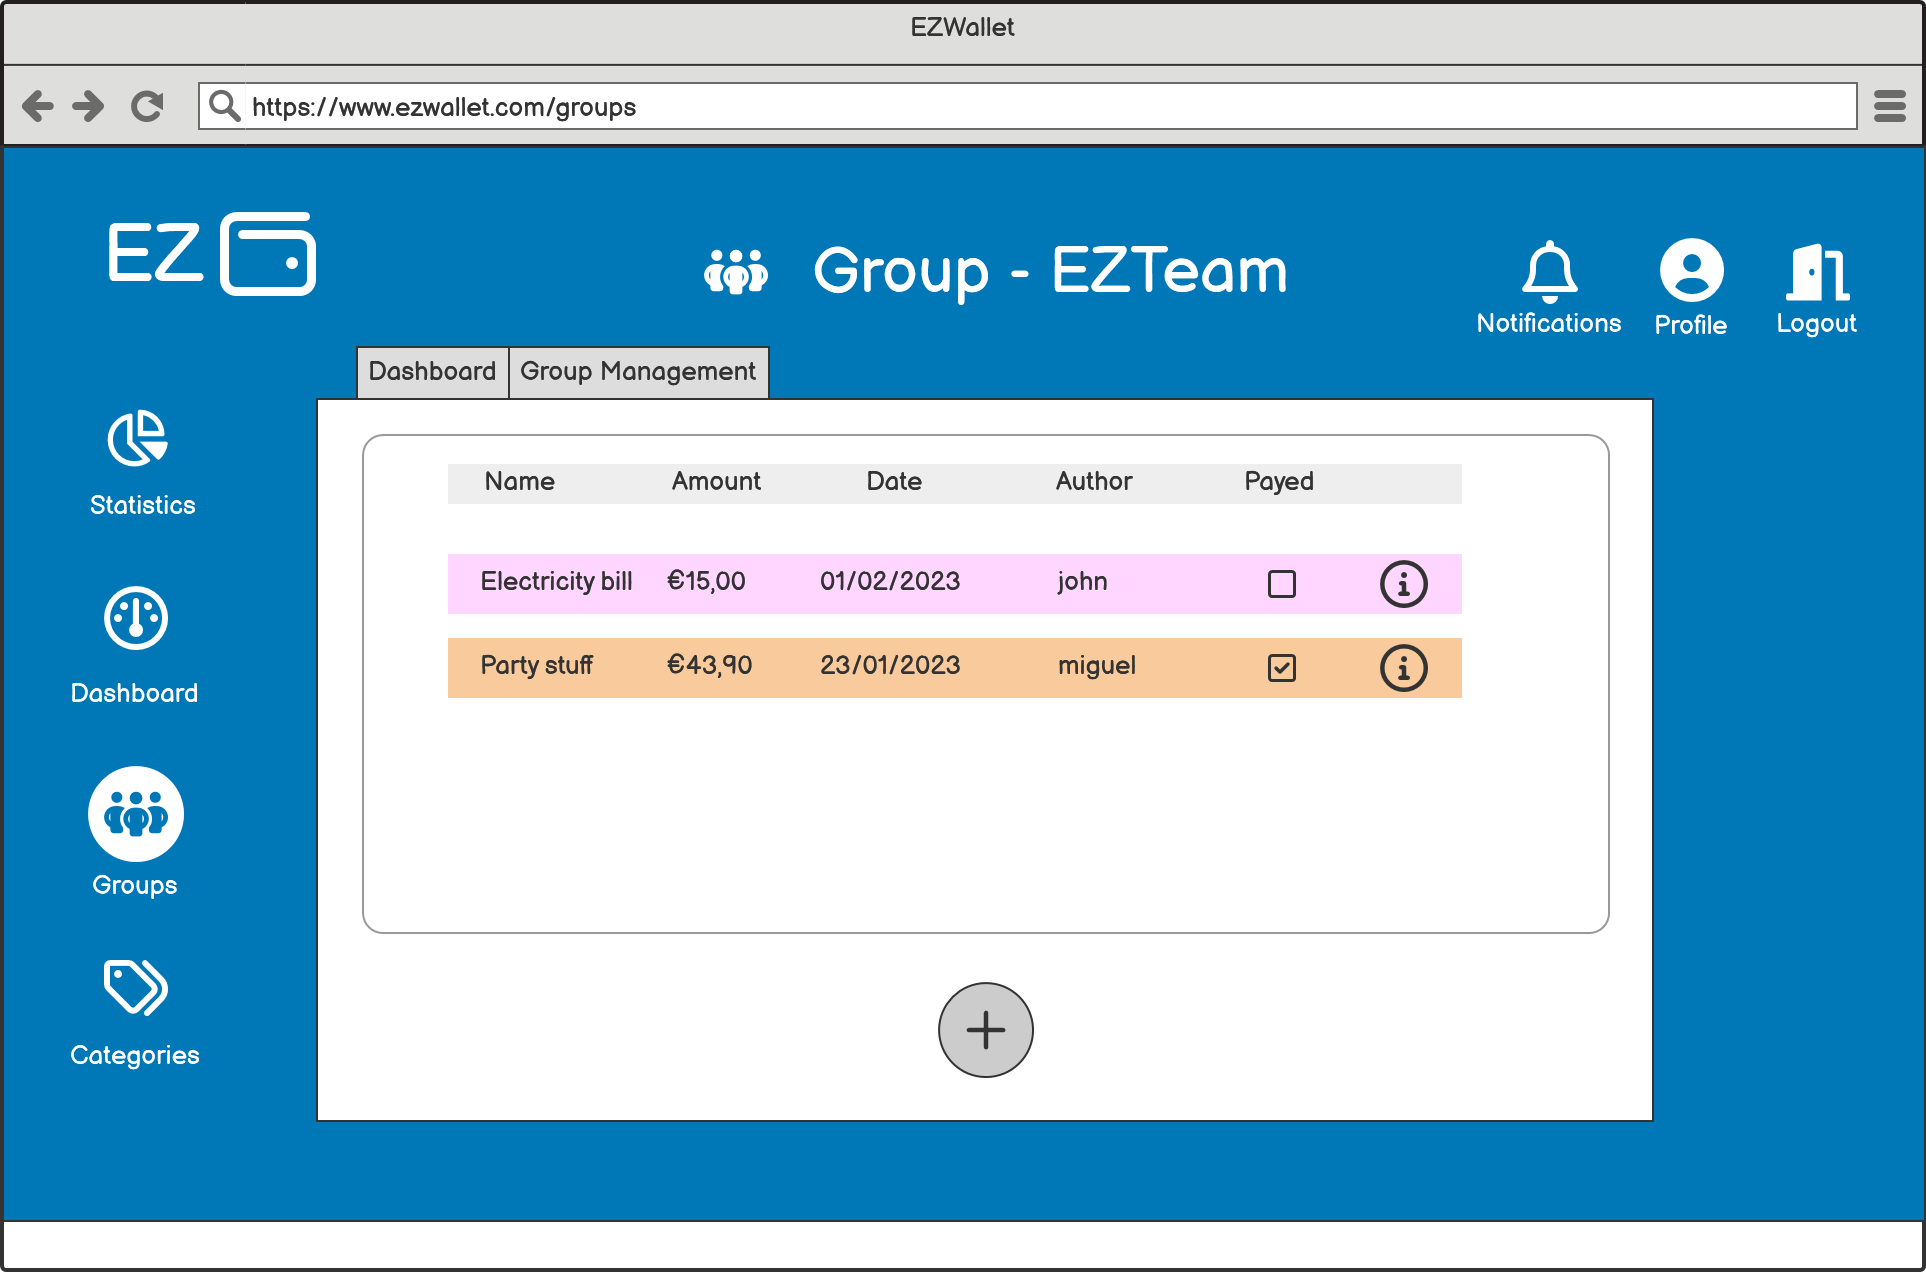 EZWallet
https://www.ezwallet.com/groups
EZ
Group - EZTeam
Notifications
Profile
Logout
Dashboard
Group Management
Statistics
Dashboard
Groups
Categories
Name Amount Date Author Payed
Electricity bill €15,00 01/02/2023 john
Party stuff €43,90 23/01/2023 miguel